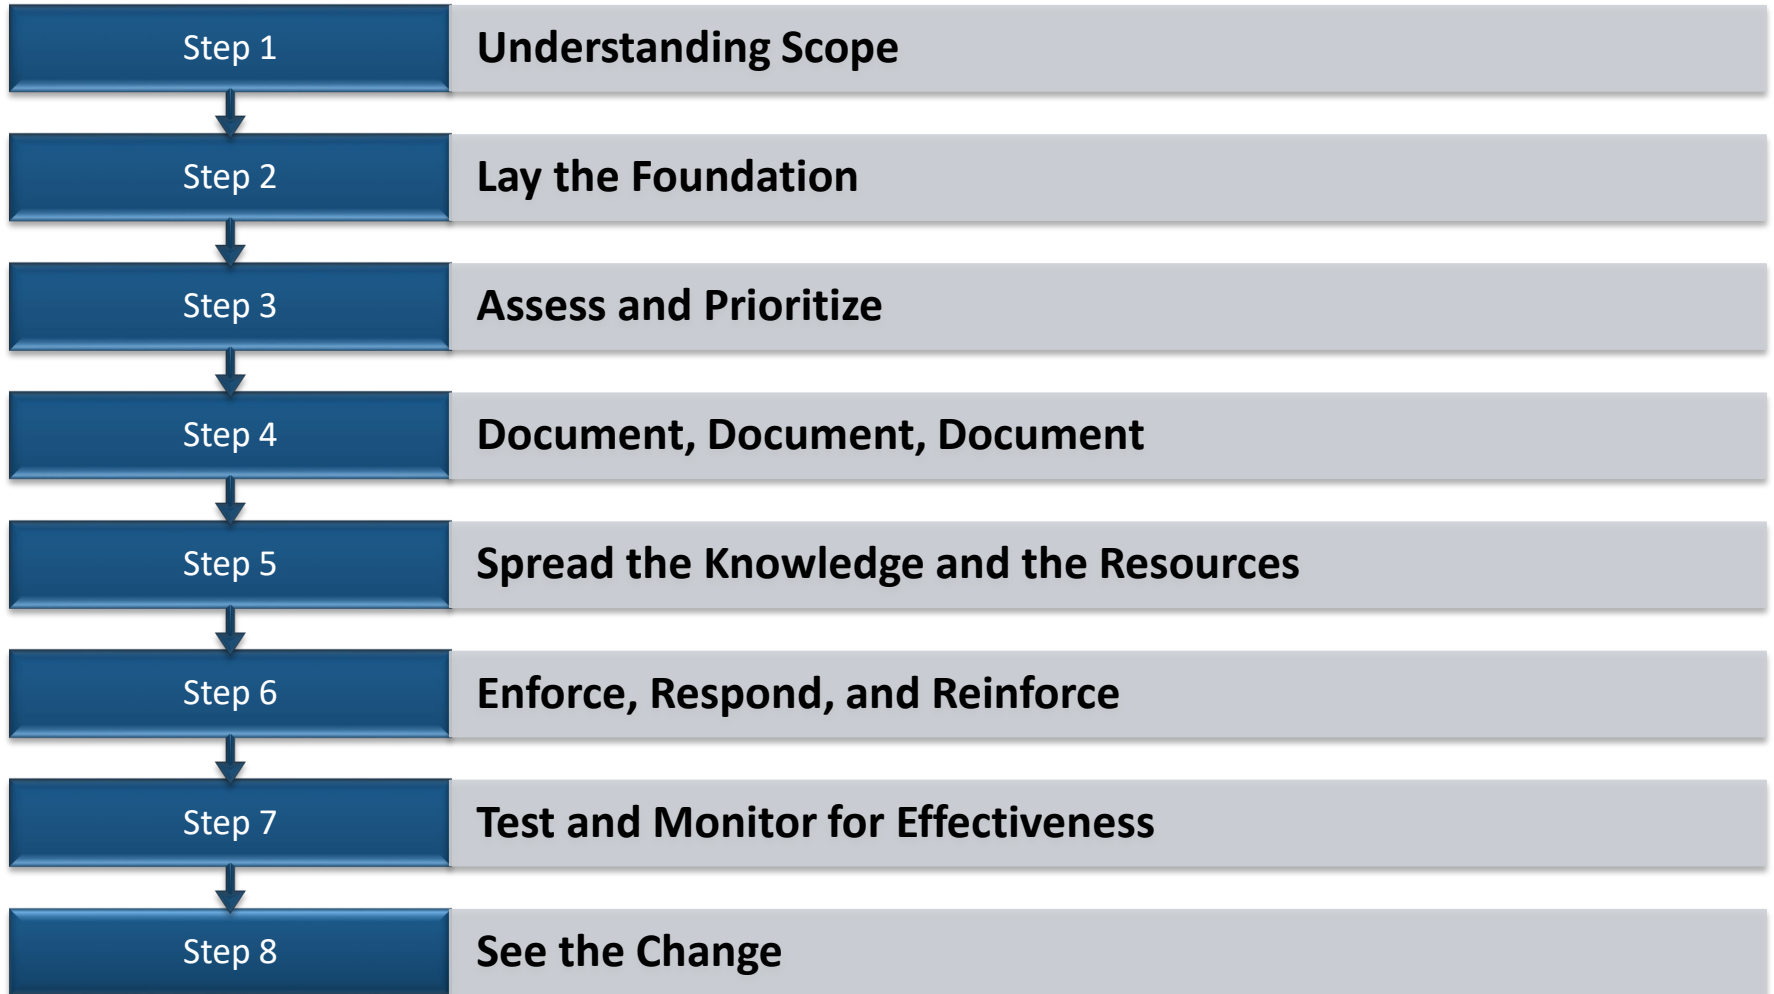 Step 1 Understanding Scope
Step 2 Lay the Foundation
Step 3 Assess and Prioritize
Step 4 Document, Document, Document
Step 5 Spread the Knowledge and the Resources
Step 6 Enforce, Respond, and Reinforce
Step 7 Test and Monitor for Effectiveness
Step 8 See the Change